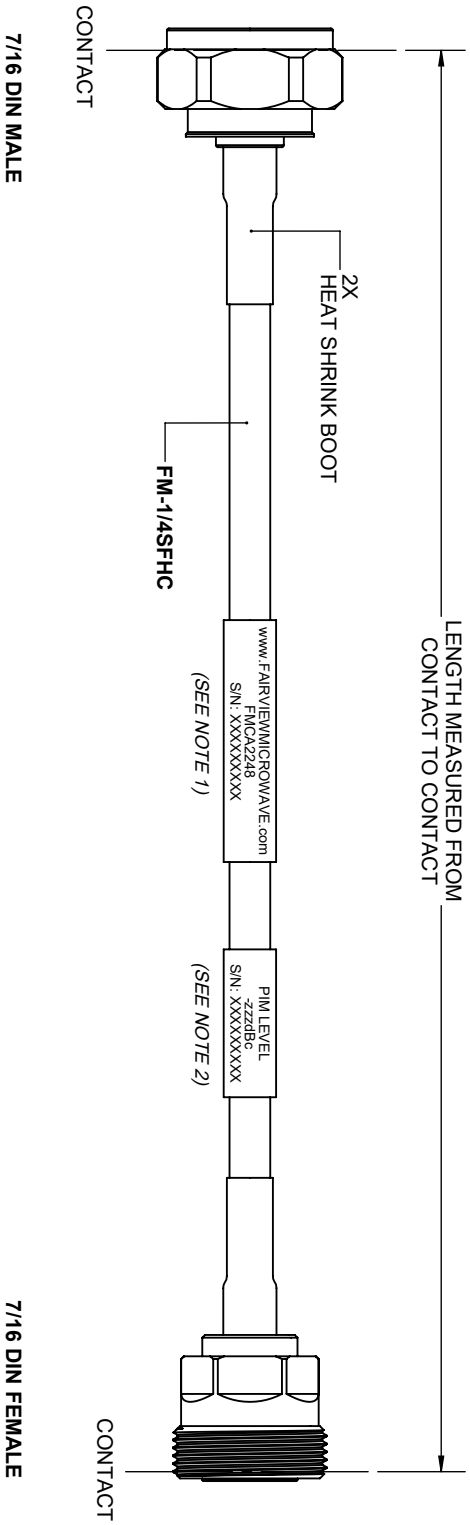 LENGTH MEASURED FROM
CONTACT TO CONTACT
2X
HEAT SHRINK BOOT
FM-1/4SFHC
www.FAIRVIEWMICROWAVE.com
FMCA2248
S/N: XXXXXXXXX
(SEE NOTE 1)
PIM LEVEL
-zzzdBc
S/N: XXXXXXXXX
(SEE NOTE 2)
CONTACT
7/16 DIN MALE
CONTACT
7/16 DIN FEMALE